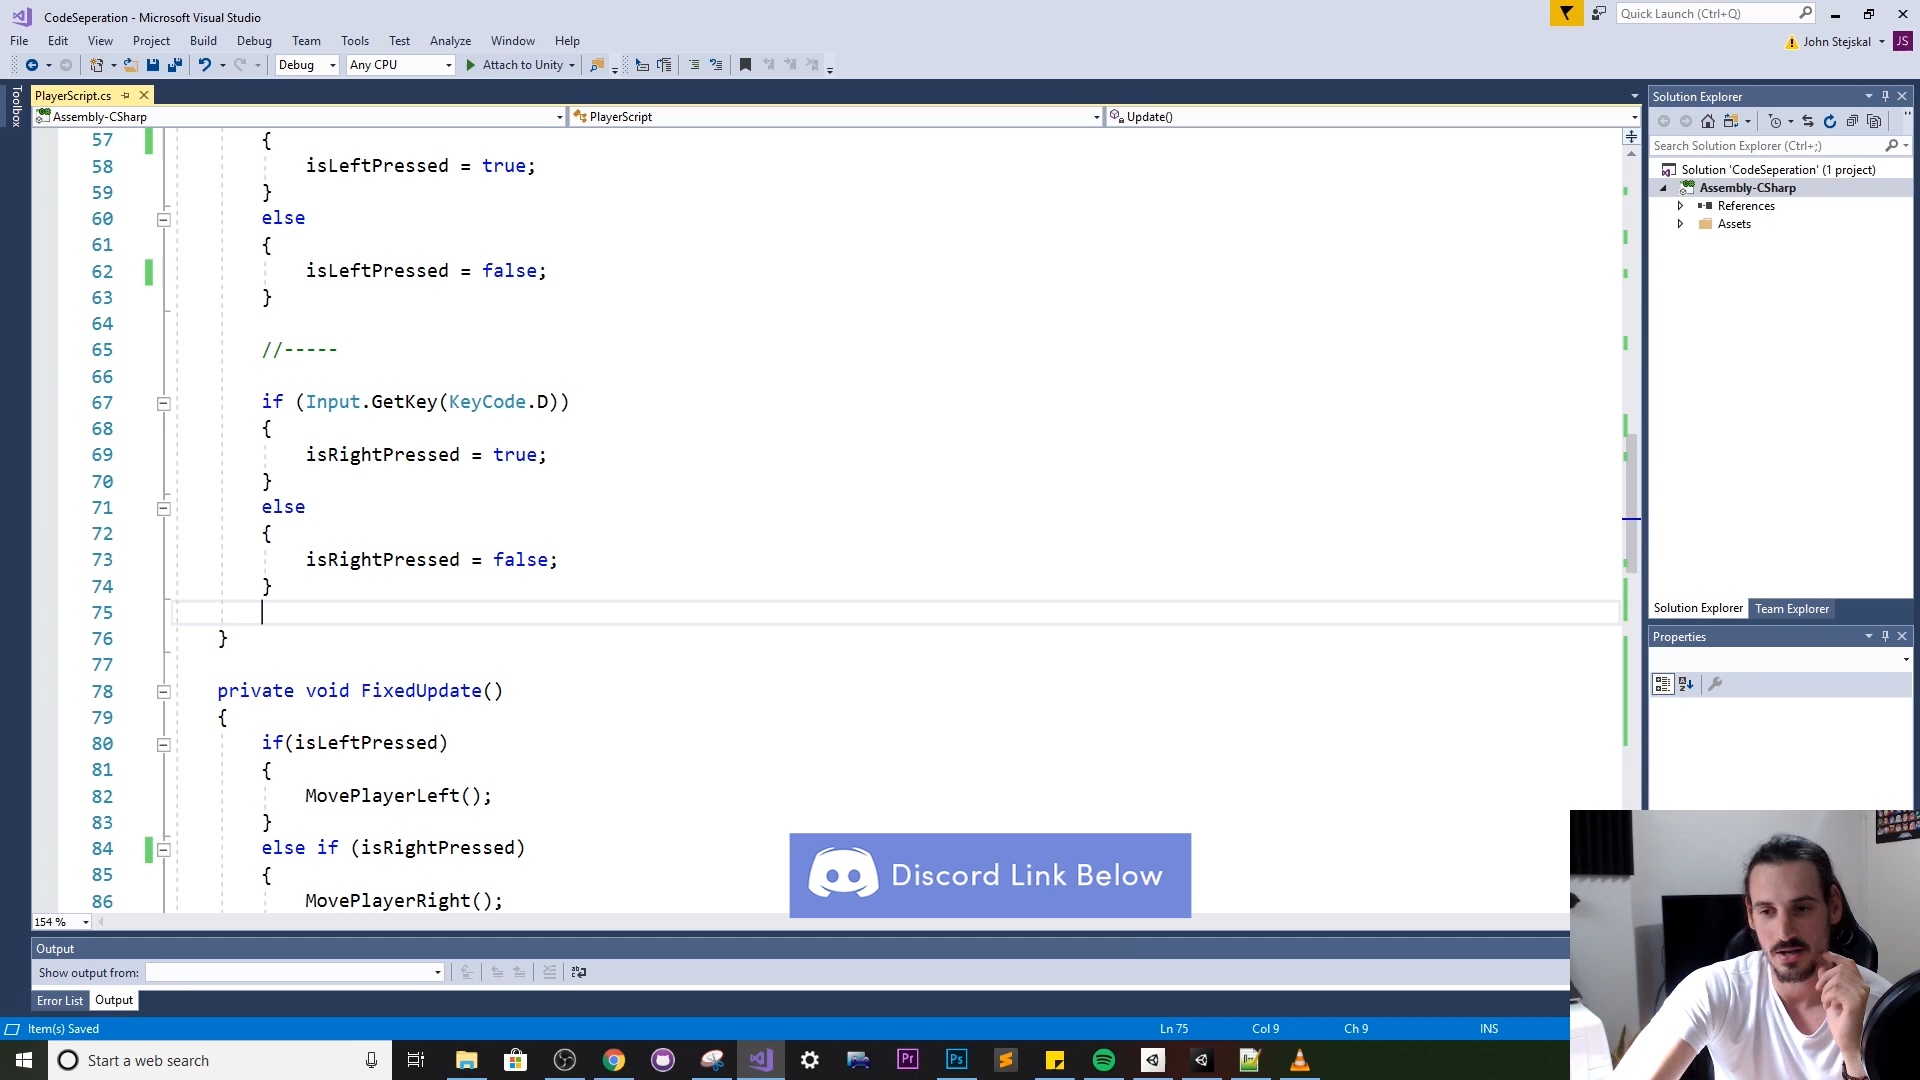 CodeSeperation - Microsoft Visual Studio
Quick Launch (Ctrl+Q)
File Edit View Project Build Debug Team Tools Test Analyze Window Help
John Stejskal
JS
Debug
Any CPU
Attach to Unity
Toolbox
PlayerScript.cs
Assembly-CSharp
PlayerScript
Update()
57 {
58 isLeftPressed = true;
59 }
60 else
61 {
62 isLeftPressed = false;
63 }
64
65 //-----
66
67 if (Input.GetKey(KeyCode.D))
68 {
69 isRightPressed = true;
70 }
71 else
72 {
73 isRightPressed = false;
74 }
75
76 }
77
78 private void FixedUpdate()
79 {
80 if(isLeftPressed)
81 {
82 MovePlayerLeft();
83 }
84 else if (isRightPressed)
85 {
86 MovePlayerRight();
Discord Link Below
154 %
Solution Explorer
Search Solution Explorer (Ctrl+;)
Solution 'CodeSeperation' (1 project)
Assembly-CSharp
References
Assets
Solution Explorer Team Explorer
Properties
Output
Show output from:
Error List Output
Item(s) Saved
Ln 75
Col 9
Ch 9
INS
Start a web search
Pr
Ps